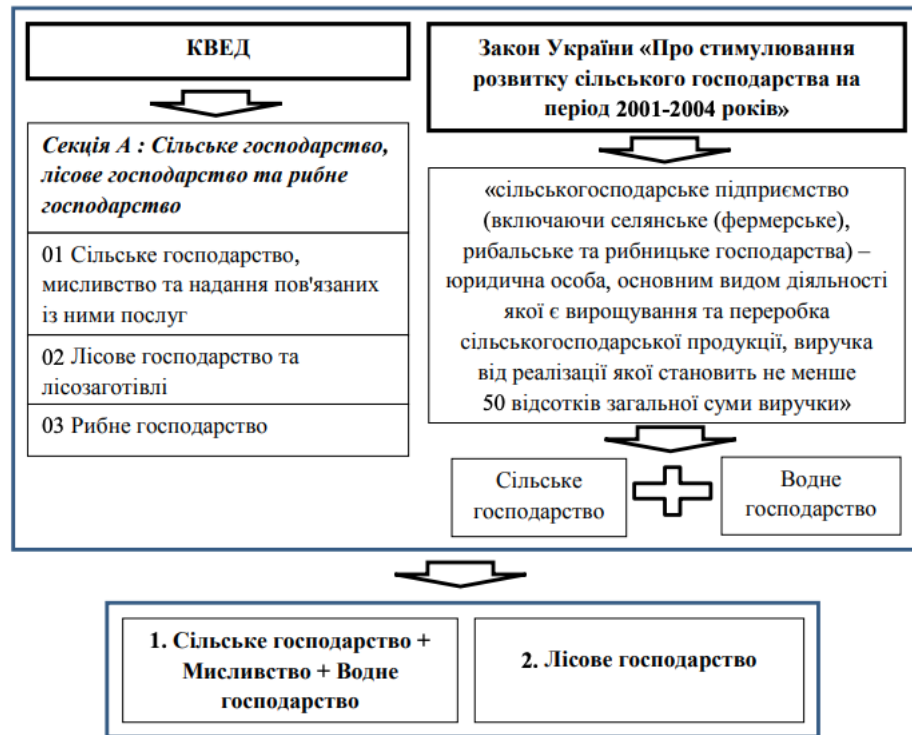 КВЕД
Секція А : Сільське господарство,
лісове господарство та рибне
господарство
01 Сільське господарство,
мисливство та надання пов'язаних
із ними послуг
02 Лісове господарство та
лісозаготівлі
03 Рибне господарство
Закон України «Про стимулювання
розвитку сільського господарства на
період 2001-2004 років»
«сільськогосподарське підприємство
(включаючи селянське (фермерське),
рибальське та рибницьке господарства) –
юридична особа, основним видом діяльності
якої є вирощування та переробка
сільськогосподарської продукції, виручка
від реалізації якої становить не менше
50 відсотків загальної суми виручки»
Сільське
господарство
Водне
господарство
1. Сільське господарство +
Мисливство + Водне
господарство
2. Лісове господарство